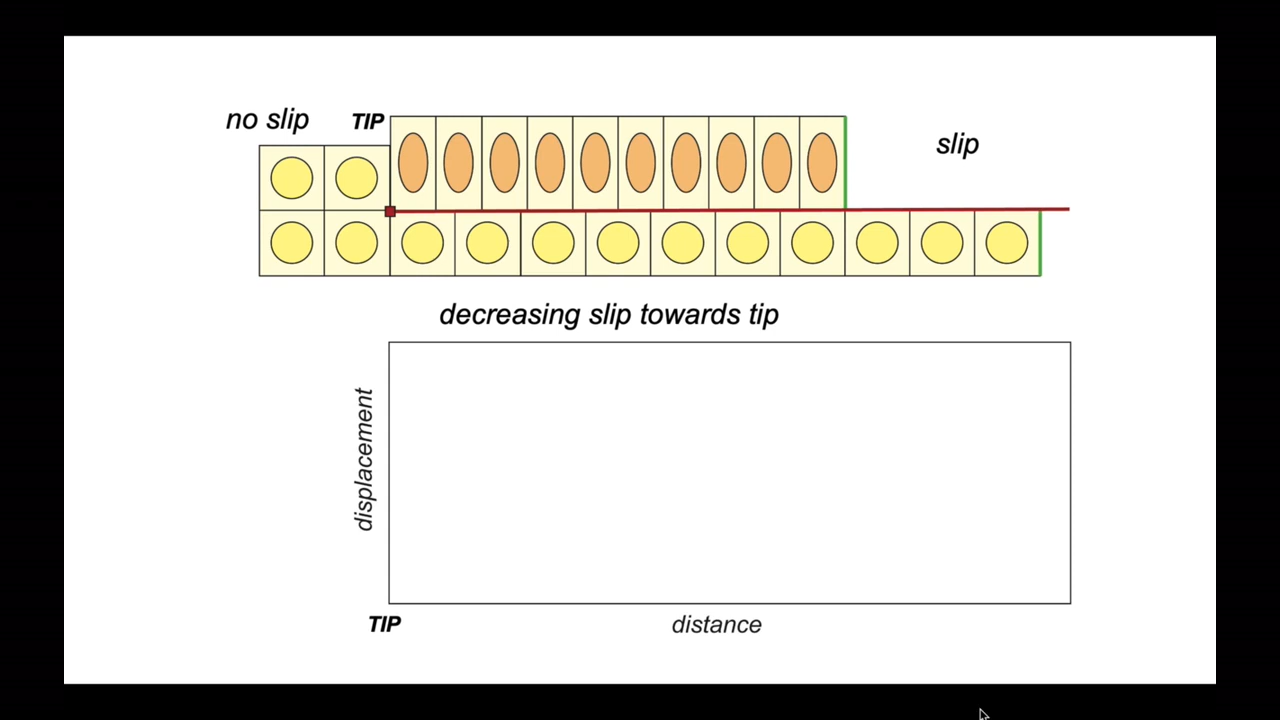 no slip
TIP
slip
decreasing slip towards tip
displacement
TIP
distance